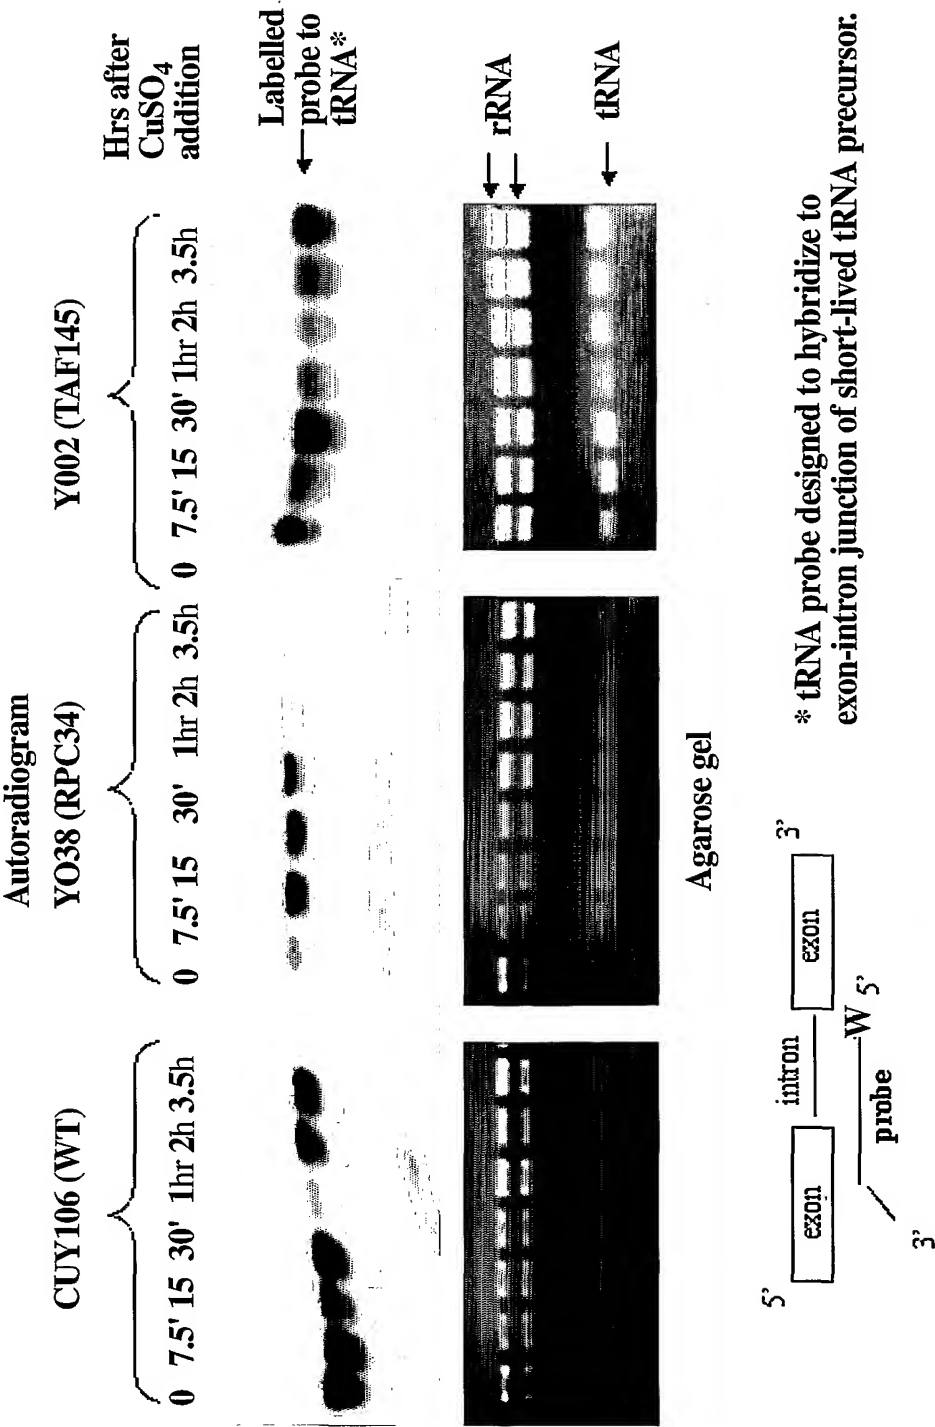 Autoradiogram
CUY106 (WT)
YO38 (RPC34)
Y002 (TAF145)
0 7.5' 15 30' 1hr 2h 3.5h
0 7.5' 15 30' 1hr 2h 3.5h
0 7.5' 15 30' 1hr 2h 3.5h
Hrs after
CuSO4
addition
Labelled
probe to
tRNA*
rRNA
tRNA
Agarose gel
5'
exon
intron
exon
3'
3'
probe
W
5'
* tRNA probe designed to hybridize to
exon-intron junction of short-lived tRNA precursor.